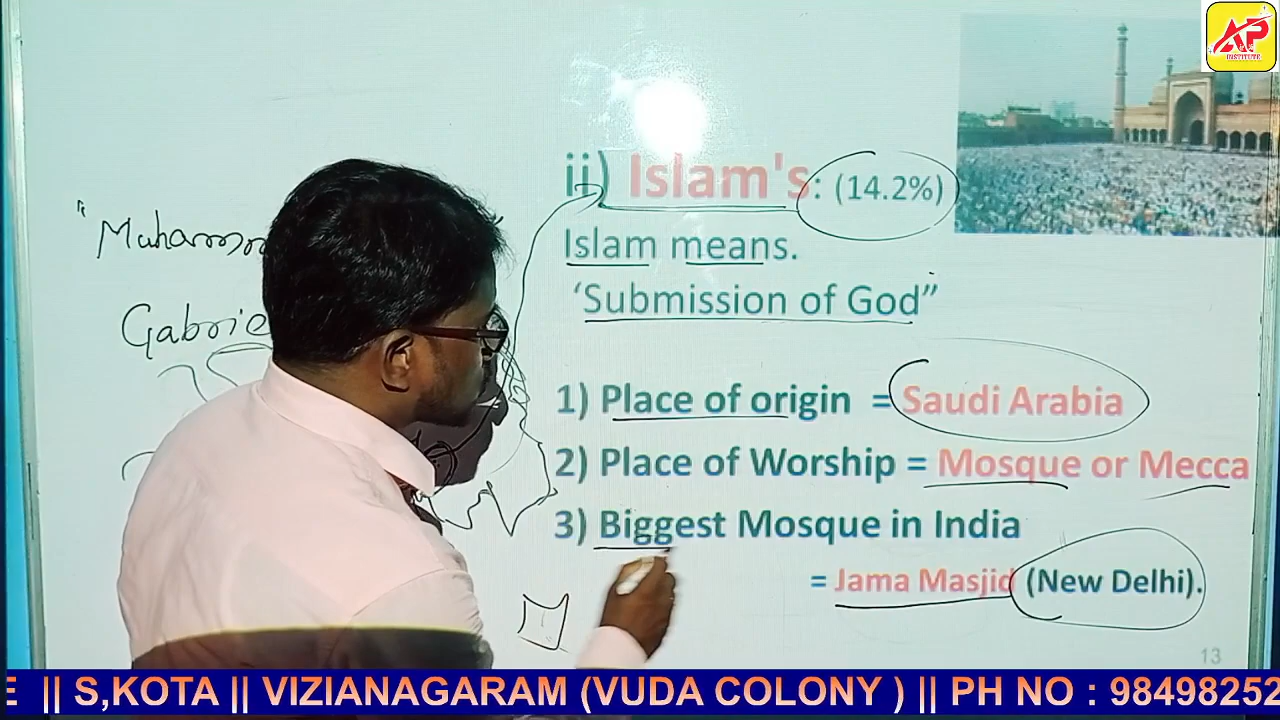 AP
INSTITUTE
ii) Islam's: (14.2%)
Islam means.
‘Submission of God”
1) Place of origin = Saudi Arabia
2) Place of Worship = Mosque or Mecca
3) Biggest Mosque in India
= Jama Masjid (New Delhi).
13
E || S,KOTA || VIZIANAGARAM (VUDA COLONY ) || PH NO : 98498252